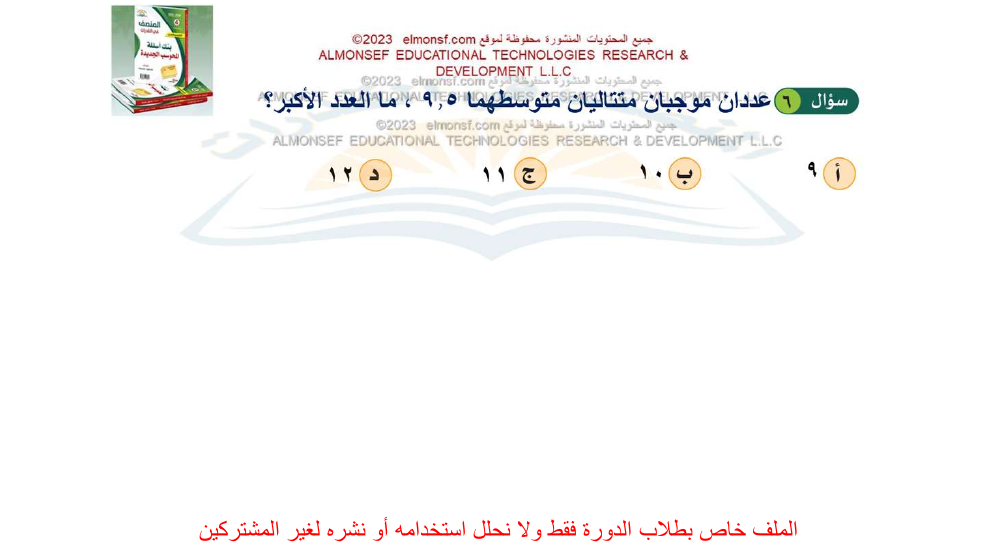 المنصف
بنك أسئلة
المحوسب الجديدة
جميع المحتويات المنشورة محفوظة لموقع elmonsf.com ©2023
ALMONSEF EDUCATIONAL TECHNOLOGIES RESEARCH &
DEVELOPMENT L.L.C
جميع المحتويات المنشورة محفوظة لموقع elmonsf.com ©2023
ALMONSEF EDUCATIONAL TECHNOLOGIES RESEARCH & DEVELOPMENT L.L.C
سؤال ٦ عددان موجبان متتاليان متوسطهما ٩,٥ ، ما العدد الأكبر؟
جميع المحتويات المنشورة محفوظة لموقع elmonsf.com ©2023
ALMONSEF EDUCATIONAL TECHNOLOGIES RESEARCH & DEVELOPMENT L.L.C
أ ٩ ب ١٠ ج ١١ د ١٢
الملف خاص بطلاب الدورة فقط ولا نحلل استخدامه أو نشره لغير المشتركين